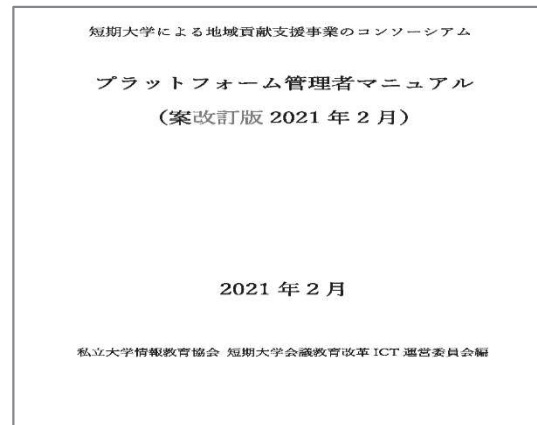 短期大学による地域貢献支援事業のコンソーシアム
プラットフォーム管理者マニュアル
(案改訂版 2021 年 2 月)
2021 年 2 月
私立大学情報教育協会 短期大学会議教育改革 ICT 運営委員会編